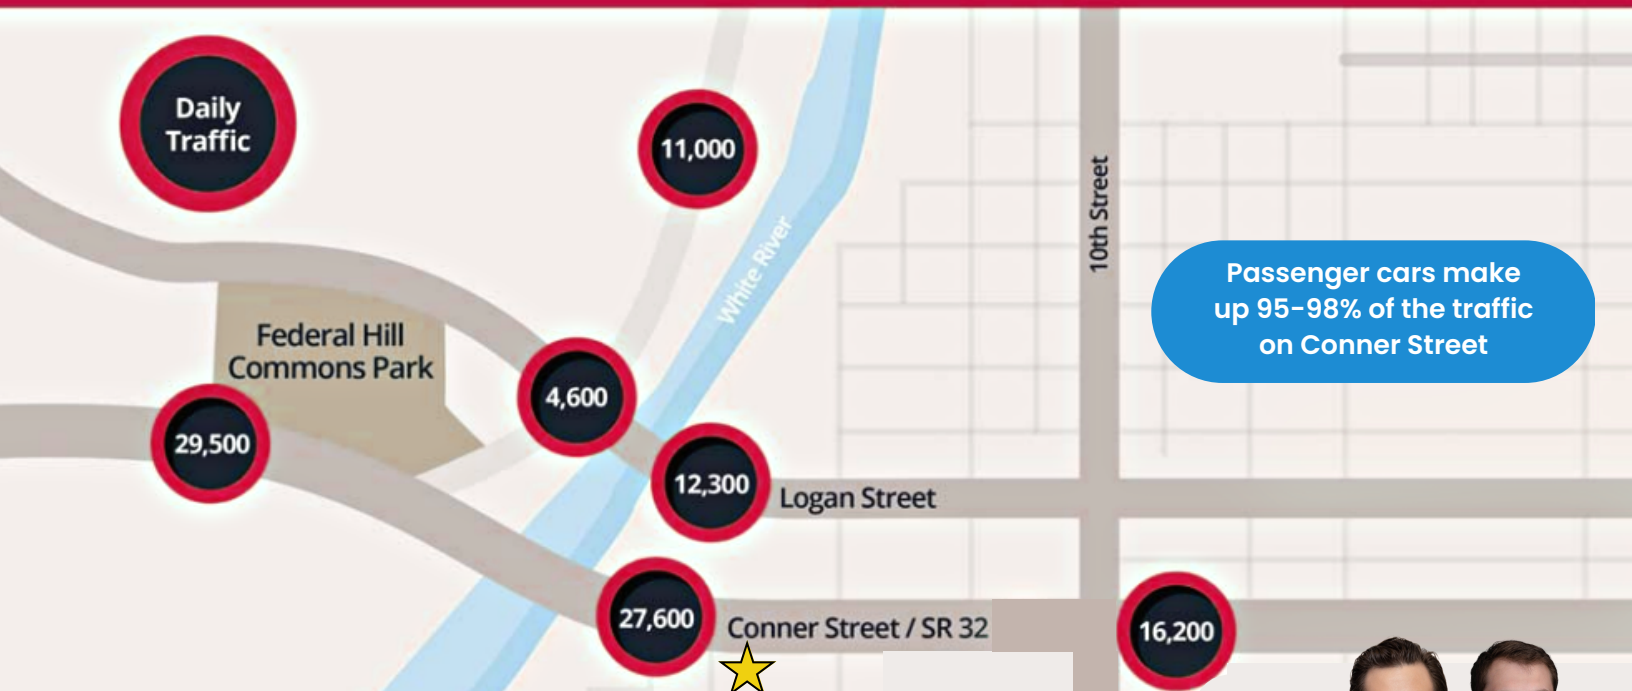 Daily
Traffic
11,000
White River
10th Street
Passenger cars make
up 95-98% of the traffic
on Conner Street
Federal Hill
Commons Park
4,600
29,500
12,300
Logan Street
27,600
Conner Street / SR 32
16,200